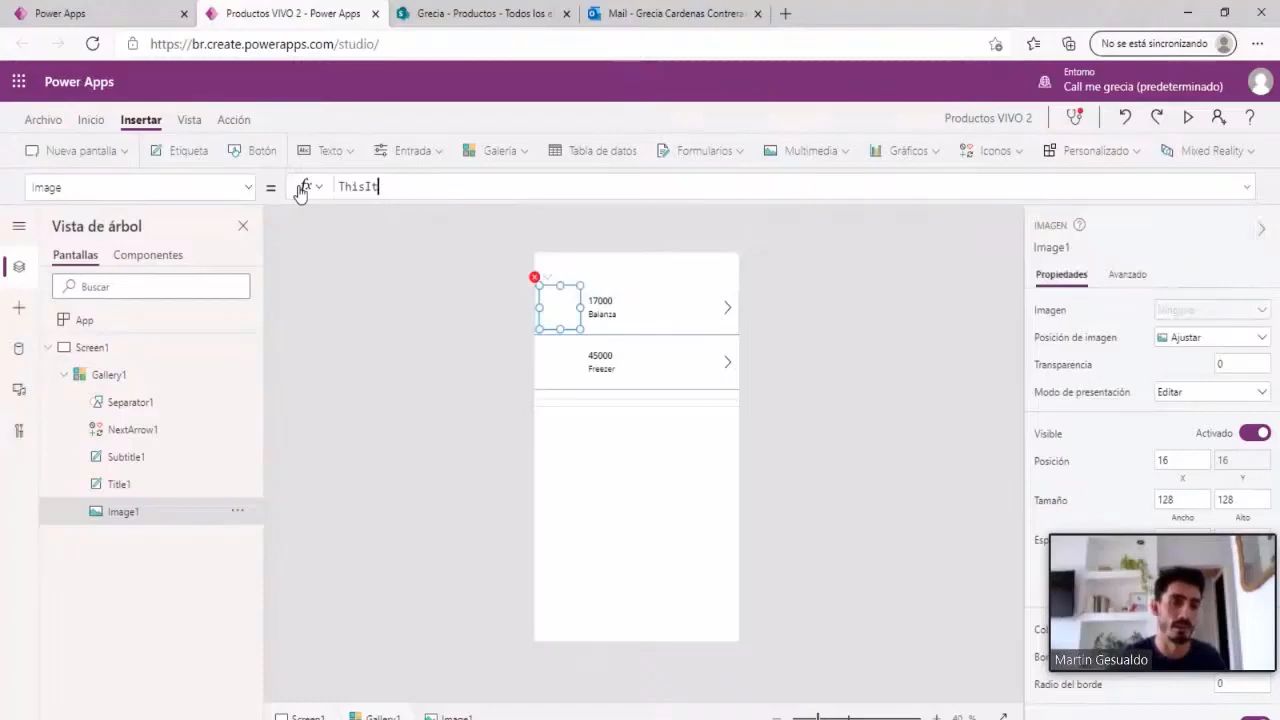 Power Apps
Productos VIVO 2 - Power Apps
Grecia - Productos - Todos los e
Mail - Grecia Cardenas Contrera
https://br.create.powerapps.com/studio/
No se está sincronizando
Power Apps
Entorno
Call me grecia (predeterminado)
Archivo
Inicio
Insertar
Vista
Acción
Productos VIVO 2
Nueva pantalla
Etiqueta
Botón
Texto
Entrada
Galería
Tabla de datos
Formularios
Multimedia
Gráficos
Iconos
Personalizado
Mixed Reality
Image
=
fx
ThisIt
Vista de árbol
Pantallas
Componentes
Buscar
App
Screen1
Gallery1
Separator1
NextArrow1
Subtitle1
Title1
Image1
17000
Balanza
45000
Freezer
IMAGEN
Image1
Propiedades
Avanzado
Imagen
Ninguno
Posición de imagen
Ajustar
Transparencia
0
Modo de presentación
Editar
Visible
Activado
Posición
16
16
X
Y
Tamaño
128
128
Ancho
Alto
Radio del borde
0
Martin Gesualdo
Screen1
Gallery1
Image1
40 %